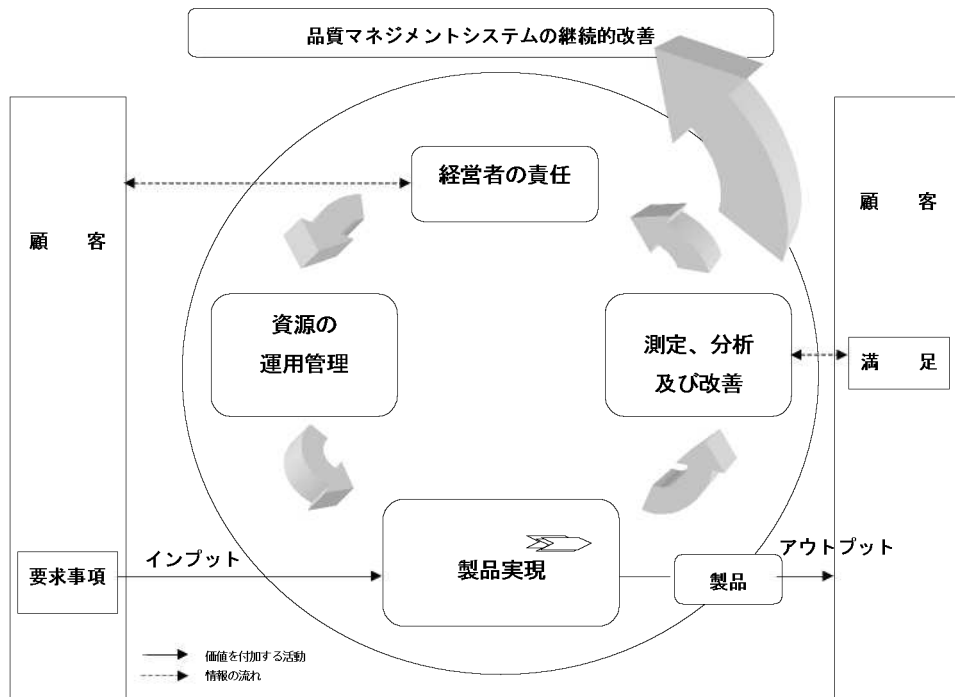 品質マネジメントシステムの継続的改善
経営者の責任
顧　客
顧　客
資源の
運用管理
測定、分析
及び改善
満　足
要求事項
インプット
製品実現
製品
アウトプット
価値を付加する活動
情報の流れ